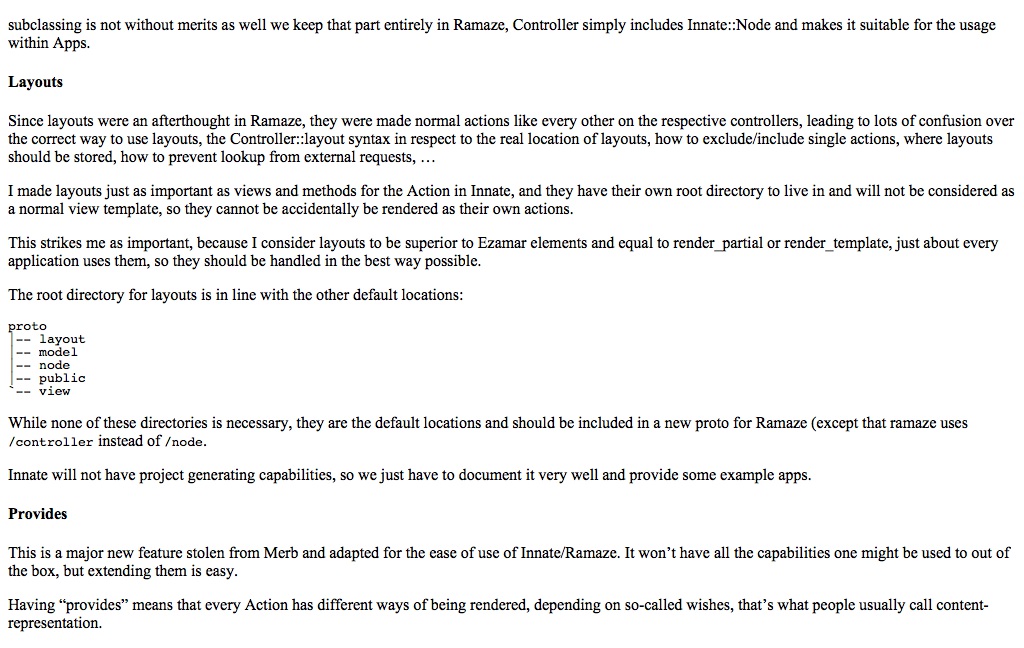 subclassing is not without merits as well we keep that part entirely in Ramaze, Controller simply includes Innate::Node and makes it suitable for the usage
within Apps.
Layouts
Since layouts were an afterthought in Ramaze, they were made normal actions like every other on the respective controllers, leading to lots of confusion over
the correct way to use layouts, the Controller::layout syntax in respect to the real location of layouts, how to exclude/include single actions, where layouts
should be stored, how to prevent lookup from external requests, …
I made layouts just as important as views and methods for the Action in Innate, and they have their own root directory to live in and will not be considered as
a normal view template, so they cannot be accidentally be rendered as their own actions.
This strikes me as important, because I consider layouts to be superior to Ezamar elements and equal to render_partial or render_template, just about every
application uses them, so they should be handled in the best way possible.
The root directory for layouts is in line with the other default locations:
proto
|-- layout
|-- model
|-- node
|-- public
`-- view
While none of these directories is necessary, they are the default locations and should be included in a new proto for Ramaze (except that ramaze uses
/controller instead of /node.
Innate will not have project generating capabilities, so we just have to document it very well and provide some example apps.
Provides
This is a major new feature stolen from Merb and adapted for the ease of use of Innate/Ramaze. It won’t have all the capabilities one might be used to out of
the box, but extending them is easy.
Having “provides” means that every Action has different ways of being rendered, depending on so-called wishes, that’s what people usually call content-
representation.